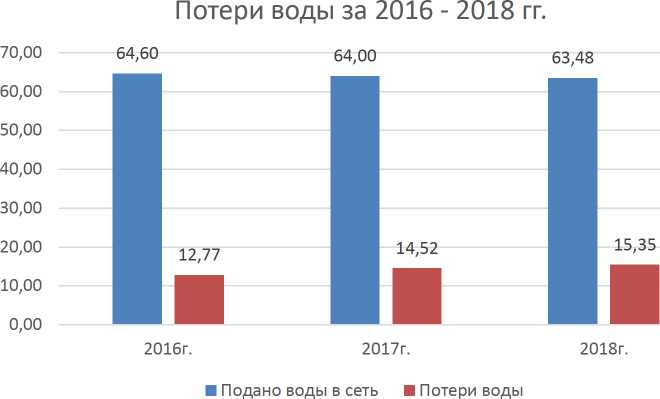 Потери воды за 2016 - 2018 гг.
70,00
60,00
50,00
40,00
30,00
20,00
10,00
0,00
64,60
12,77
64,00
14,52
63,48
15,35
2016г.
2017г.
2018г.
Подано воды в сеть
Потери воды